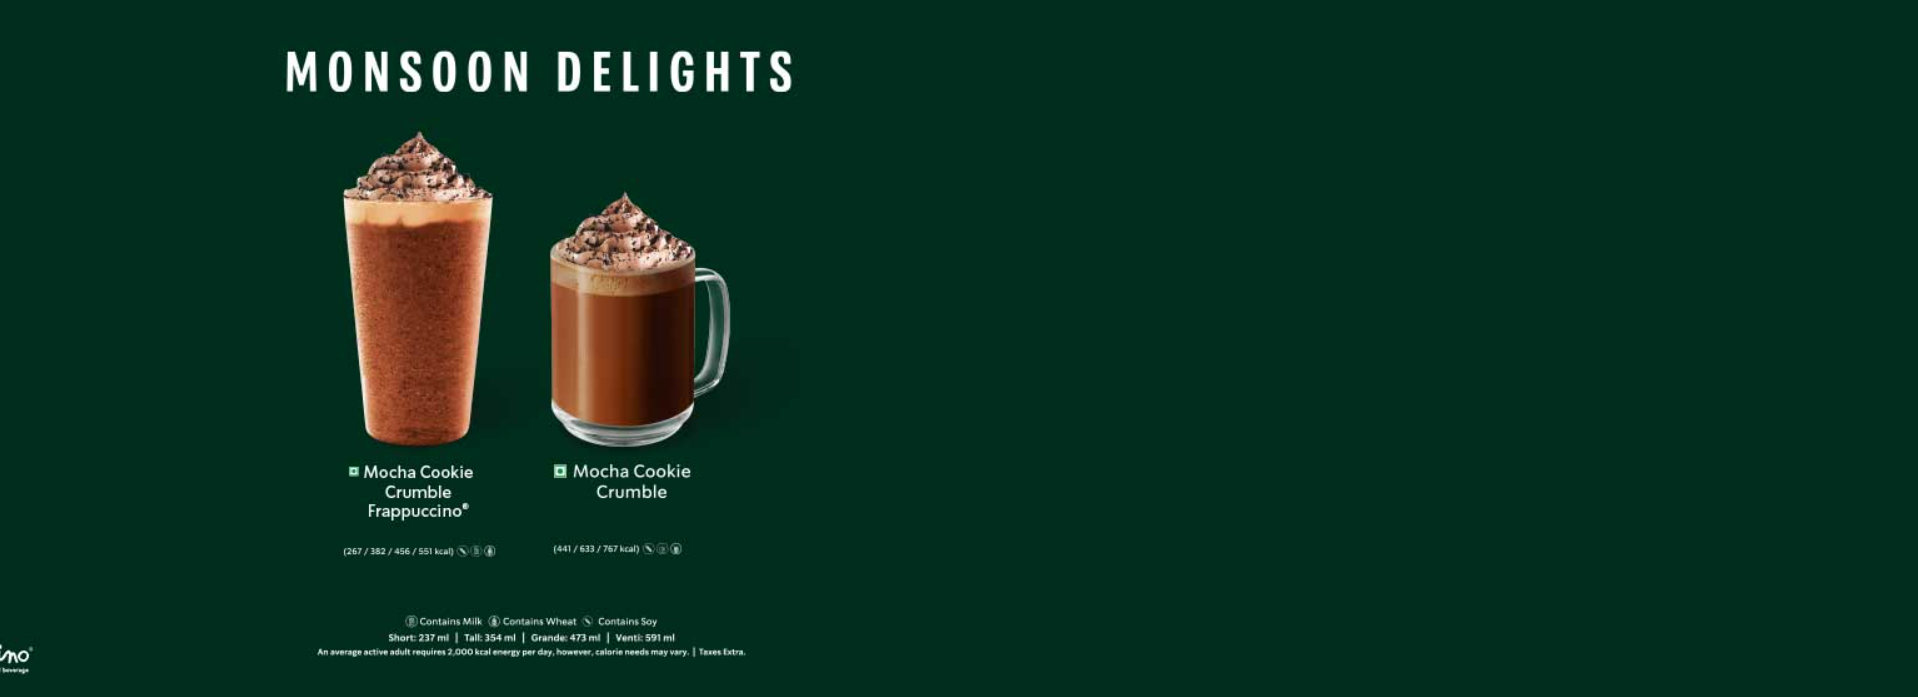 MONSOON DELIGHTS
Mocha Cookie
Crumble
Frappuccino®
(267 / 382 / 456 / 551 kcal)
Mocha Cookie
Crumble
(441 / 633 / 767 kcal)
Contains Milk Contains Wheat Contains Soy
Short: 237 ml | Tall: 354 ml | Grande: 473 ml | Venti: 591 ml
An average active adult requires 2,000 kcal energy per day, however, calorie needs may vary. | Taxes Extra.
ino®
beverage